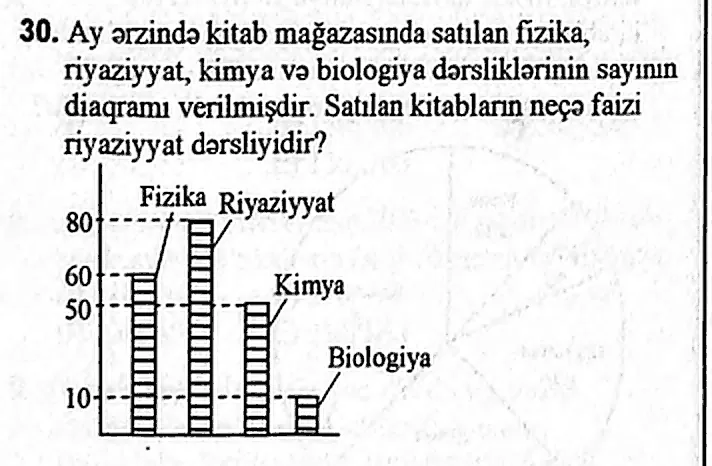 30. Ay ərzində kitab mağazasında satılan fizika,
riyaziyyat, kimya və biologiya dərsliklərinin sayının
diaqramı verilmişdir. Satılan kitabların neçə faizi
riyaziyyat dərsliyidir?
Fizika Riyaziyyat
80
60
Kimya
50
Biologiya
10